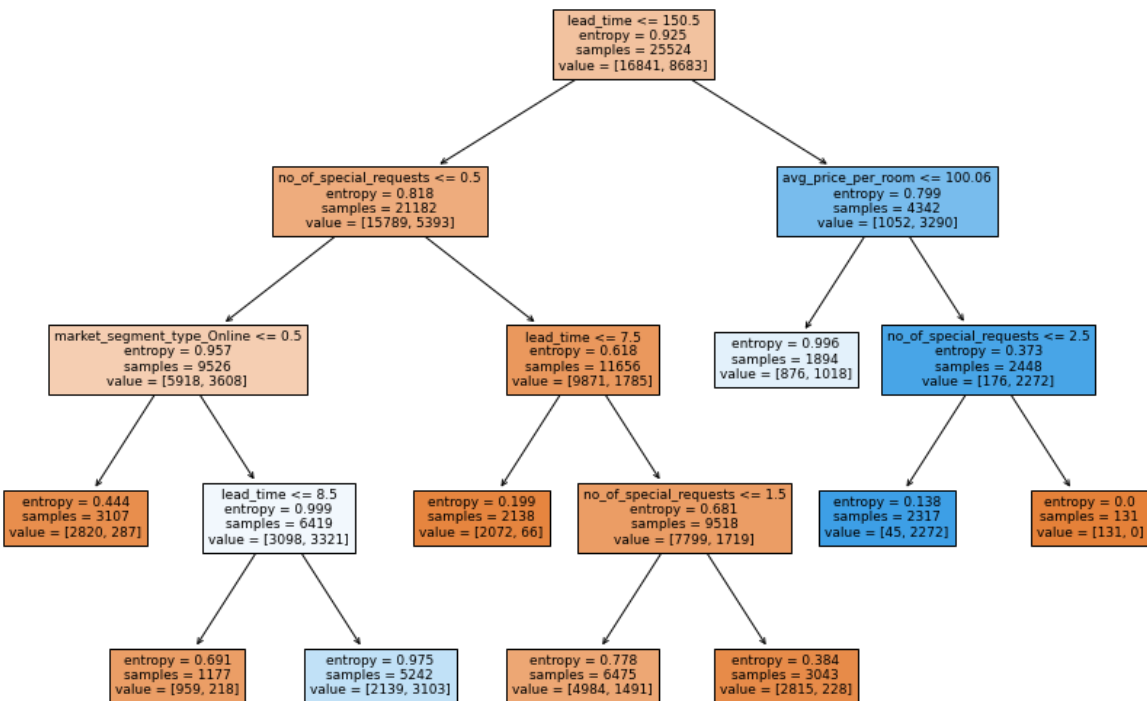 lead_time <= 150.5
entropy = 0.925
samples = 25524
value = [16841, 8683]
no_of_special_requests <= 0.5
entropy = 0.818
samples = 21182
value = [15789, 5393]
avg_price_per_room <= 100.06
entropy = 0.799
samples = 4342
value = [1052, 3290]
market_segment_type_Online <= 0.5
entropy = 0.957
samples = 9526
value = [5918, 3608]
lead_time <= 7.5
entropy = 0.618
samples = 11656
value = [9871, 1785]
entropy = 0.996
samples = 1894
value = [876, 1018]
no_of_special_requests <= 2.5
entropy = 0.373
samples = 2448
value = [176, 2272]
entropy = 0.444
samples = 3107
value = [2820, 287]
lead_time <= 8.5
entropy = 0.999
samples = 6419
value = [3098, 3321]
entropy = 0.199
samples = 2138
value = [2072, 66]
no_of_special_requests <= 1.5
entropy = 0.681
samples = 9518
value = [7799, 1719]
entropy = 0.138
samples = 2317
value = [45, 2272]
entropy = 0.0
samples = 131
value = [131, 0]
entropy = 0.691
samples = 1177
value = [959, 218]
entropy = 0.975
samples = 5242
value = [2139, 3103]
entropy = 0.778
samples = 6475
value = [4984, 1491]
entropy = 0.384
samples = 3043
value = [2815, 228]